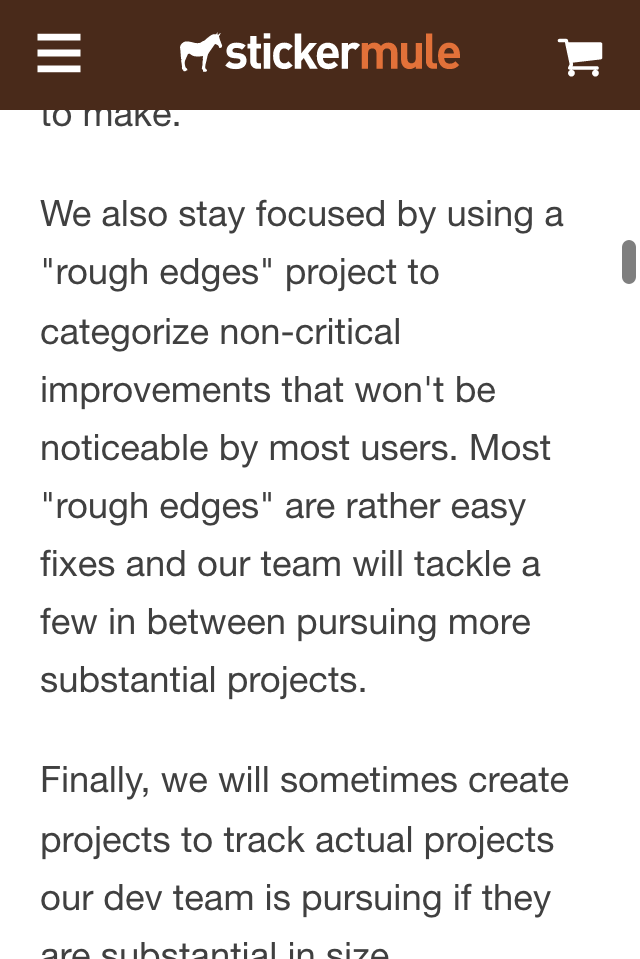 stickermule
to make.
We also stay focused by using a
"rough edges" project to
categorize non-critical
improvements that won't be
noticeable by most users. Most
"rough edges" are rather easy
fixes and our team will tackle a
few in between pursuing more
substantial projects.
Finally, we will sometimes create
projects to track actual projects
our dev team is pursuing if they
are substantial in size